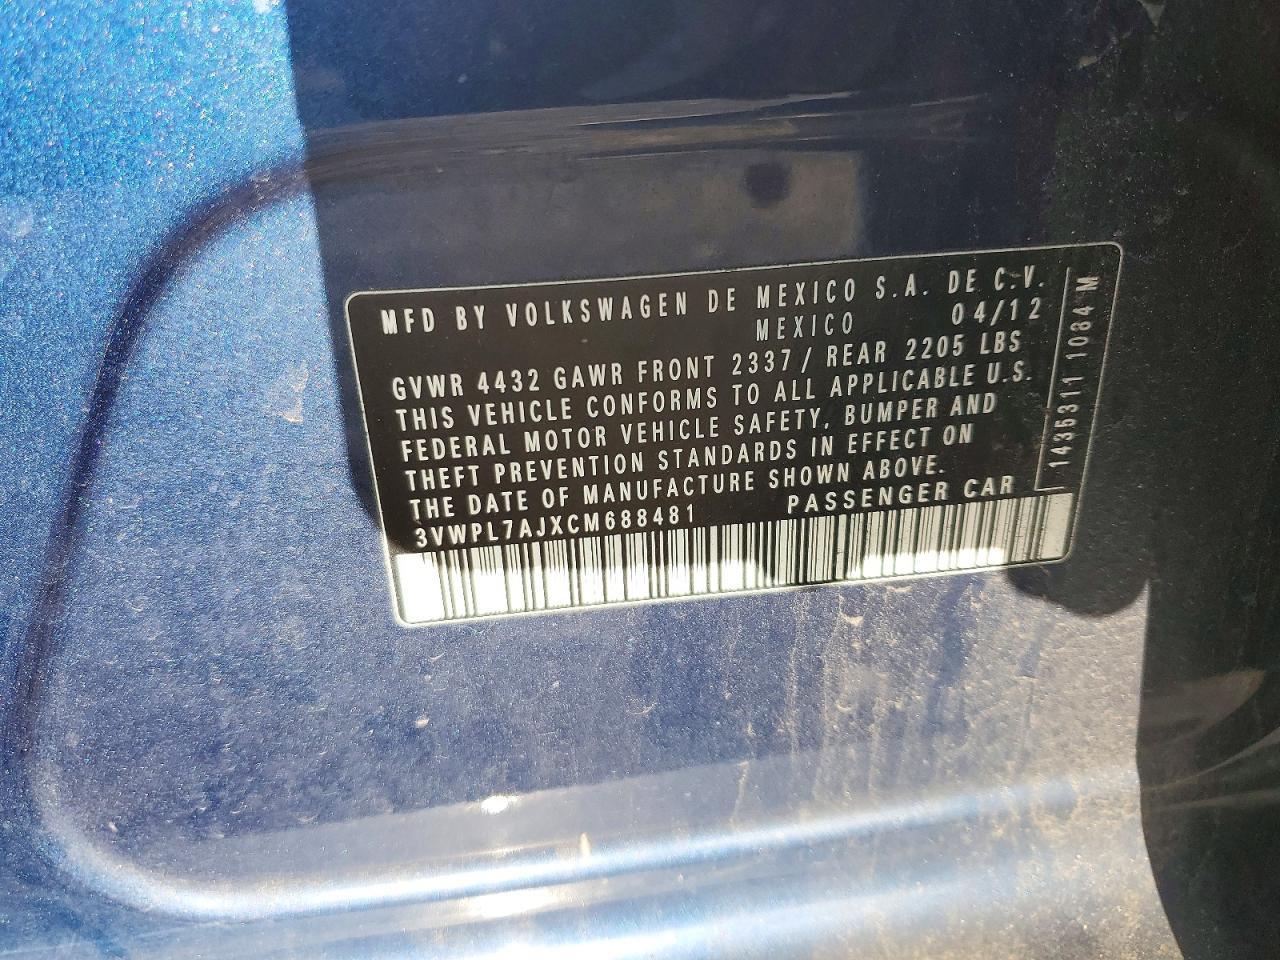 MFD BY VOLKSWAGEN DE MEXICO S.A. DE C.V.
MEXICO 04/12
GVWR 4432 GAWR FRONT 2337 / REAR 2205 LBS
THIS VEHICLE CONFORMS TO ALL APPLICABLE U.S.
FEDERAL MOTOR VEHICLE SAFETY, BUMPER AND
THEFT PREVENTION STANDARDS IN EFFECT ON
THE DATE OF MANUFACTURE SHOWN ABOVE.
3VWPL7AJXCM688481 PASSENGER CAR
1435311 1084 M